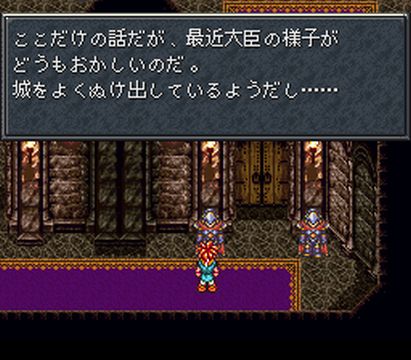 ここだけの話だが、最近大臣の様子が
どうもおかしいのだ。
城をよくぬけ出しているようだし……